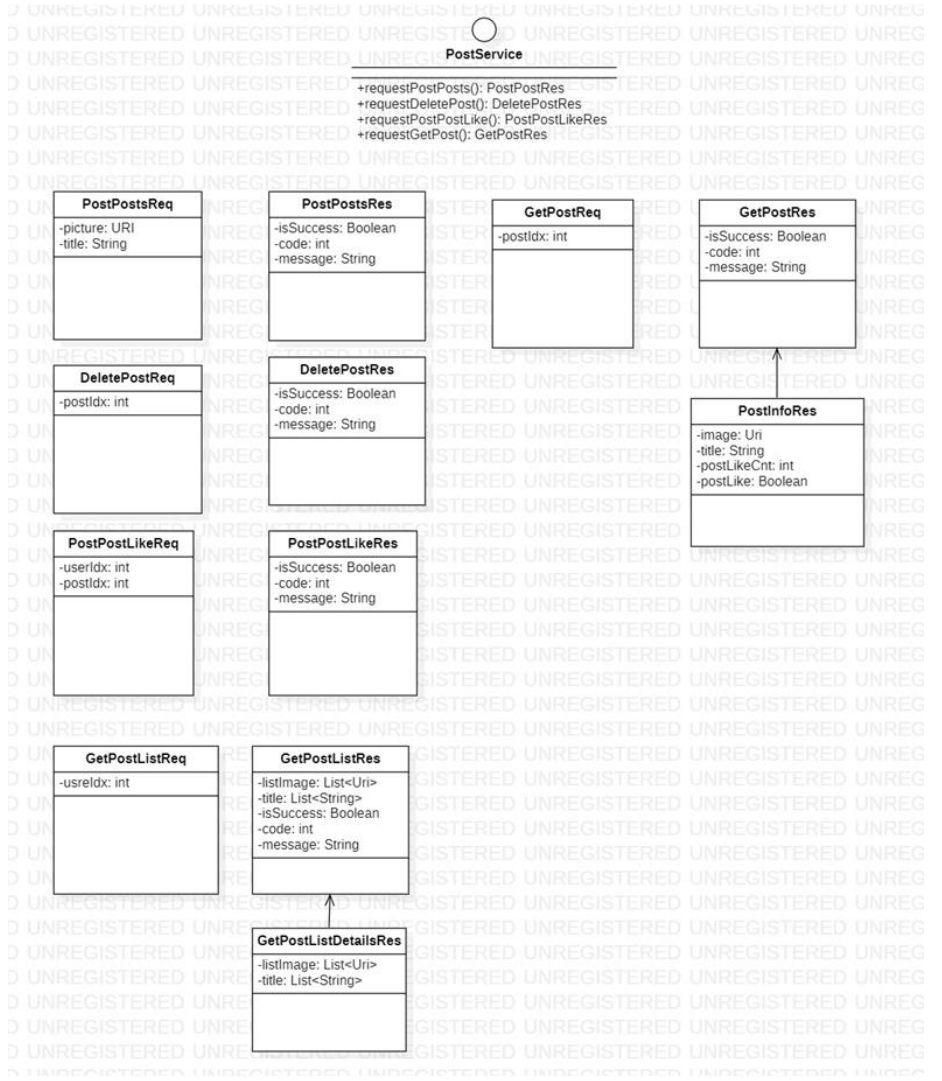 PostService
+requestPostPosts(): PostPostRes
+requestDeletePost(): DeletePostRes
+requestPostPostLike(): PostPostLikeRes
+requestGetPost(): GetPostRes
PostPostsReq
-picture: URI
-title: String
PostPostsRes
-isSuccess: Boolean
-code: int
-message: String
GetPostReq
-postIdx: int
GetPostRes
-isSuccess: Boolean
-code: int
-message: String
DeletePostReq
-postIdx: int
DeletePostRes
-isSuccess: Boolean
-code: int
-message: String
PostInfoRes
-image: Uri
-title: String
-postLikeCnt: int
-postLike: Boolean
PostPostLikeReq
-userIdx: int
-postIdx: int
PostPostLikeRes
-isSuccess: Boolean
-code: int
-message: String
GetPostListReq
-usreIdx: int
GetPostListRes
-listImage: List<Uri>
-title: List<String>
-isSuccess: Boolean
-code: int
-message: String
GetPostListDetailsRes
-listImage: List<Uri>
-title: List<String>
UNREGISTERED